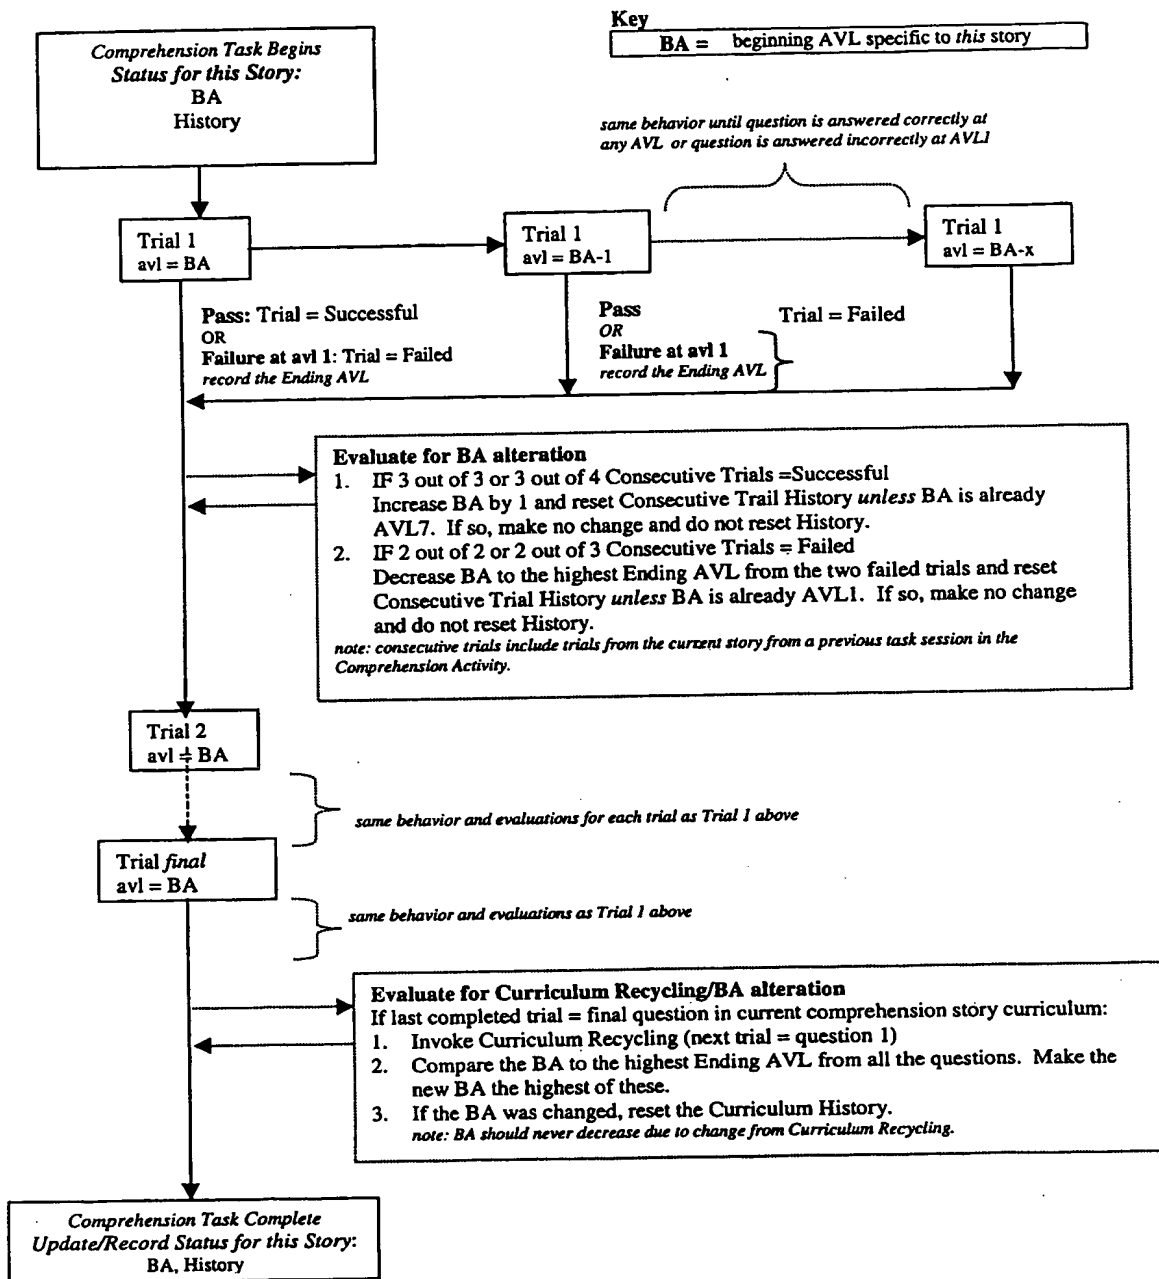 Key
BA = beginning AVL specific to this story
Comprehension Task Begins
Status for this Story:
BA
History
same behavior until question is answered correctly at
any AVL or question is answered incorrectly at AVL1
Trial 1
avl = BA
Trial 1
avl = BA-1
Trial 1
avl = BA-x
Pass: Trial = Successful
OR
Failure at avl 1: Trial = Failed
record the Ending AVL
Pass
OR
Failure at avl 1
record the Ending AVL
Trial = Failed
Evaluate for BA alteration
1. IF 3 out of 3 or 3 out of 4 Consecutive Trials =Successful
Increase BA by 1 and reset Consecutive Trail History unless BA is already
AVL7. If so, make no change and do not reset History.
2. IF 2 out of 2 or 2 out of 3 Consecutive Trials = Failed
Decrease BA to the highest Ending AVL from the two failed trials and reset
Consecutive Trial History unless BA is already AVL1. If so, make no change
and do not reset History.
note: consecutive trials include trials from the current story from a previous task session in the
Comprehension Activity.
Trial 2
avl = BA
same behavior and evaluations for each trial as Trial 1 above
Trial final
avl = BA
same behavior and evaluations as Trial 1 above
Evaluate for Curriculum Recycling/BA alteration
If last completed trial = final question in current comprehension story curriculum:
1. Invoke Curriculum Recycling (next trial = question 1)
2. Compare the BA to the highest Ending AVL from all the questions. Make the
new BA the highest of these.
3. If the BA was changed, reset the Curriculum History.
note: BA should never decrease due to change from Curriculum Recycling.
Comprehension Task Complete
Update/Record Status for this Story:
BA, History